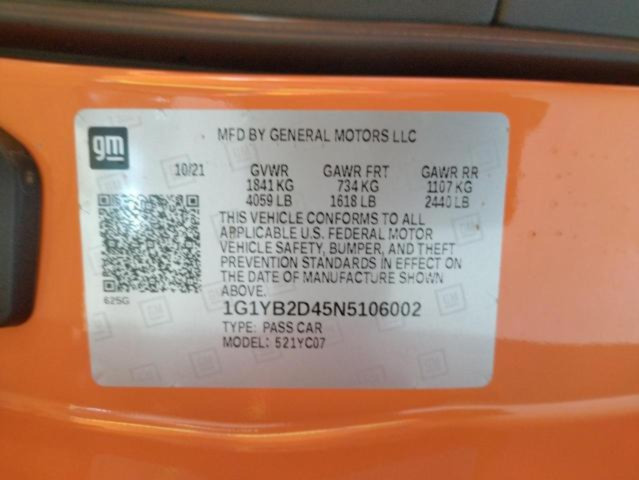 gm
MFD BY GENERAL MOTORS LLC
10/21 GVWR GAWR FRT GAWR RR
1841 KG 734 KG 1107 KG
4059 LB 1618 LB 2440 LB
THIS VEHICLE CONFORMS TO ALL
APPLICABLE U.S. FEDERAL MOTOR
VEHICLE SAFETY, BUMPER, AND THEFT
PREVENTION STANDARDS IN EFFECT ON
THE DATE OF MANUFACTURE SHOWN
ABOVE.
625G
1G1YB2D45N5106002
TYPE: PASS CAR
MODEL: 521YC07